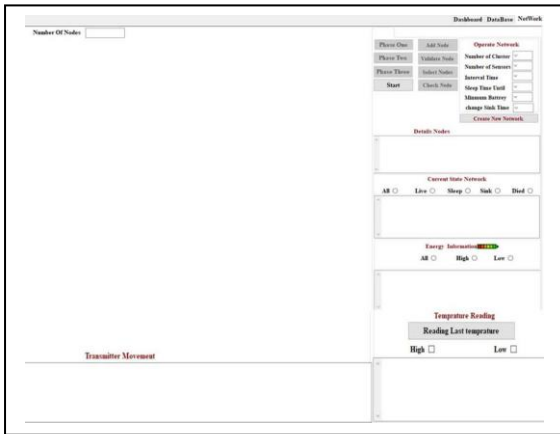 Dashboard DataBase NetWork
Number Of Nodes
Phase One Add Node Operate Network
Phase Two Validate Node Number of Cluster
Phase Three Select Nodes Number of Sensors
Start Check Node Interval Time
Sleep Time Until
Minimum Battery
change Sink Time
Create New Network
Details Nodes
Current State Network
All Live Sleep Sink Died
Energy Information
All High Low
Temprature Reading
Reading Last temprature
High Low
Transmitter Movement